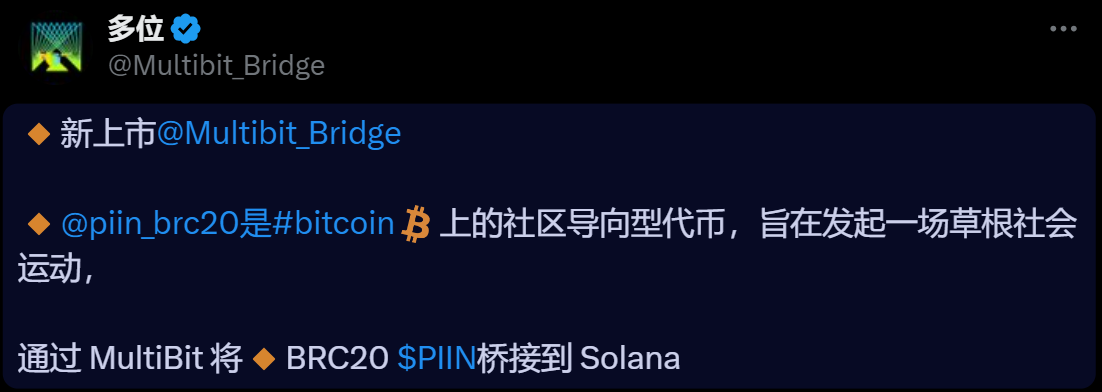 多位
@Multibit_Bridge
🔸新上市@Multibit_Bridge
🔸@piin_brc20是#bitcoin₿上的社区导向型代币，旨在发起一场草根社会
运动，
通过 MultiBit 将🔸BRC20 $PIIN桥接到 Solana